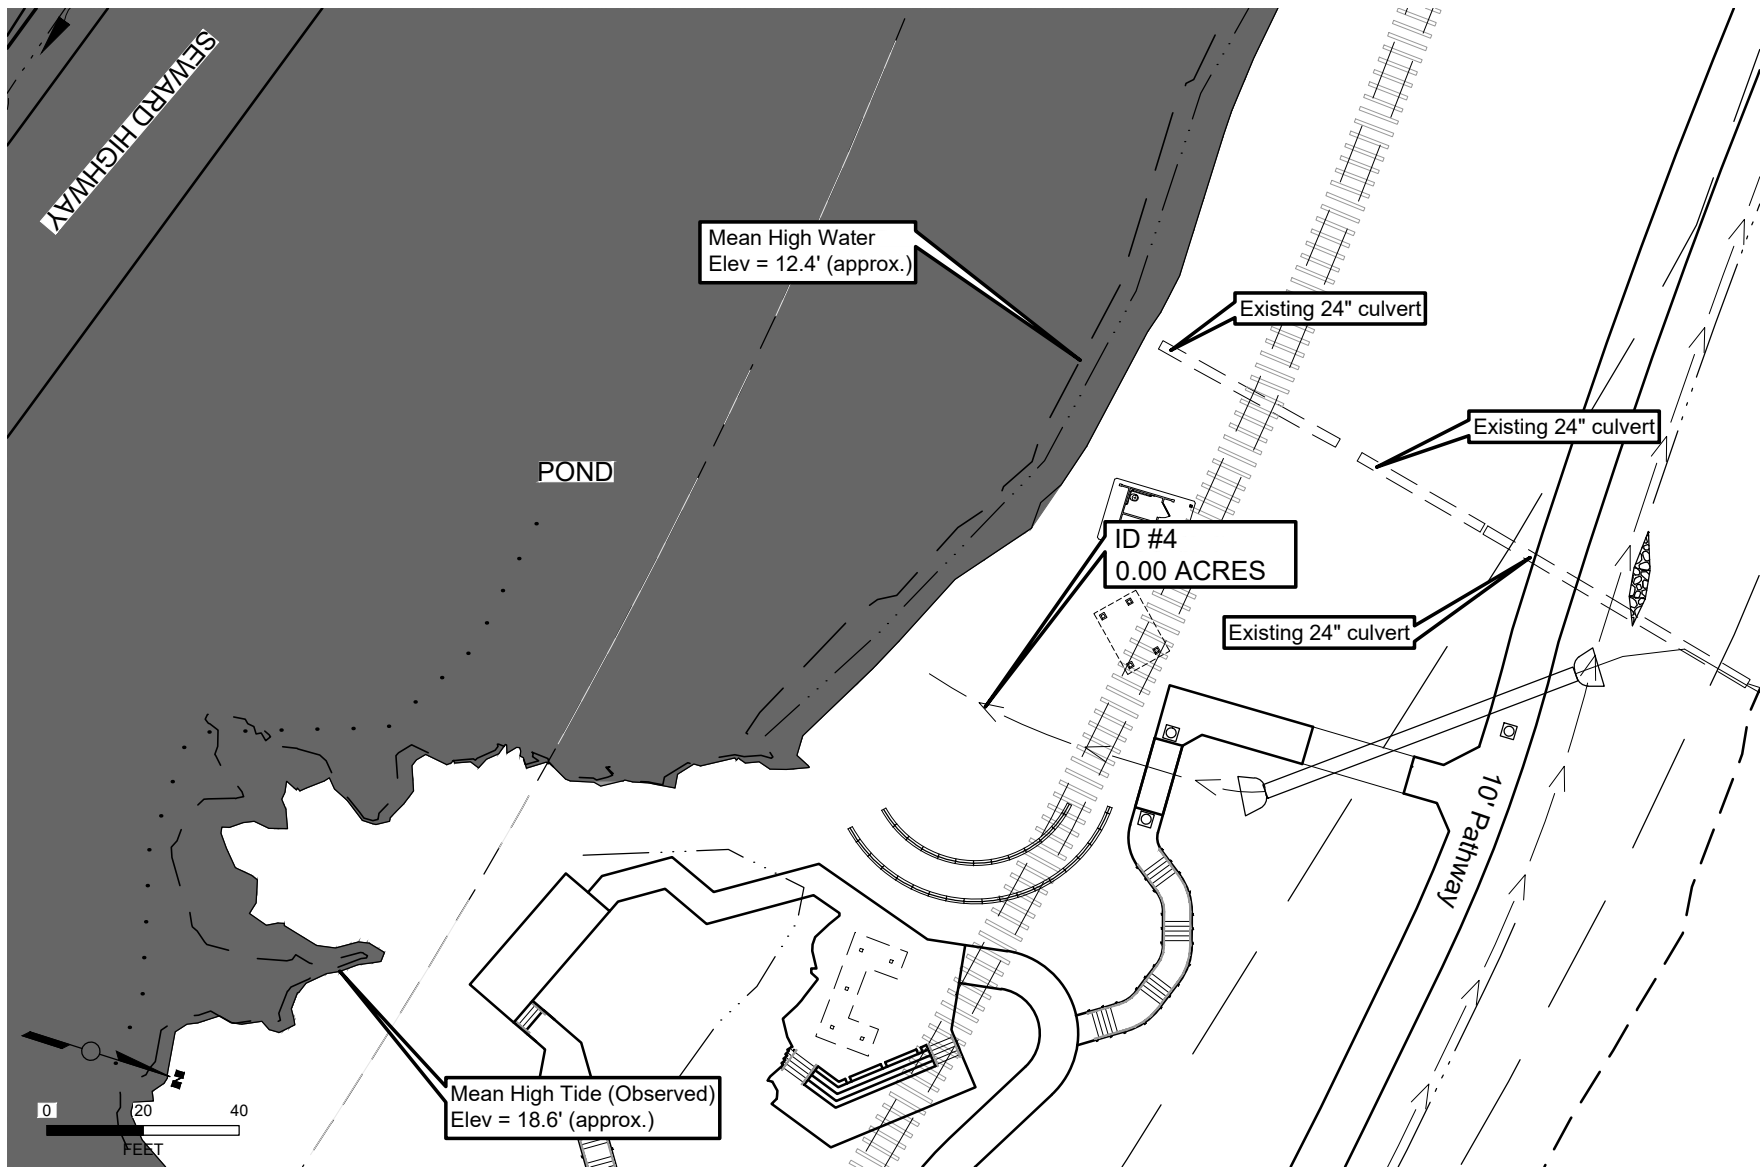 SEWARD HIGHWAY
Mean High Water
Elev = 12.4' (approx.)
Existing 24" culvert
Existing 24" culvert
POND
ID #4
0.00 ACRES
Existing 24" culvert
10' Pathway
N
Mean High Tide (Observed)
Elev = 18.6' (approx.)
0 20 40
FEET